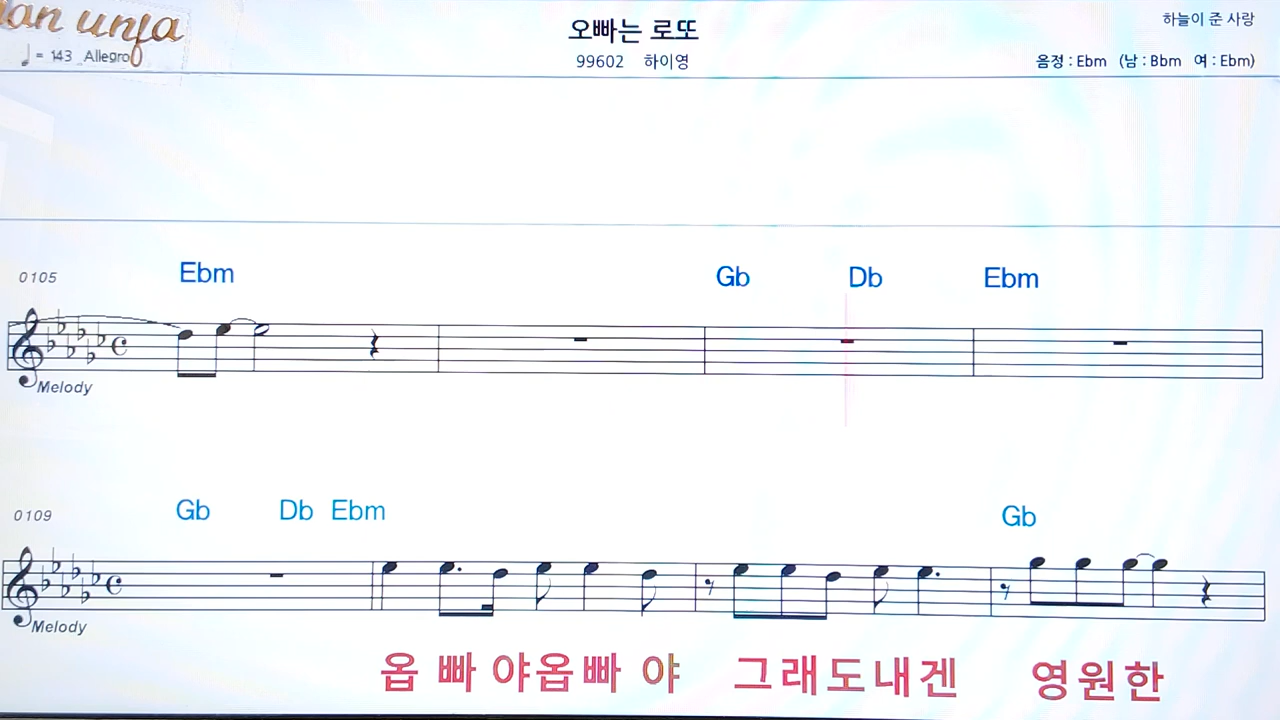 오빠는 로또
하늘이 준 사랑
= 143 Allegro
99602 하이영
음정 : Ebm (남 : Bbm 여 : Ebm)
Ebm Gb Db Ebm
0105
Melody
Gb Db Ebm Gb
0109
Melody
옵 빠 야옵빠 야 그래도내겐 영원한